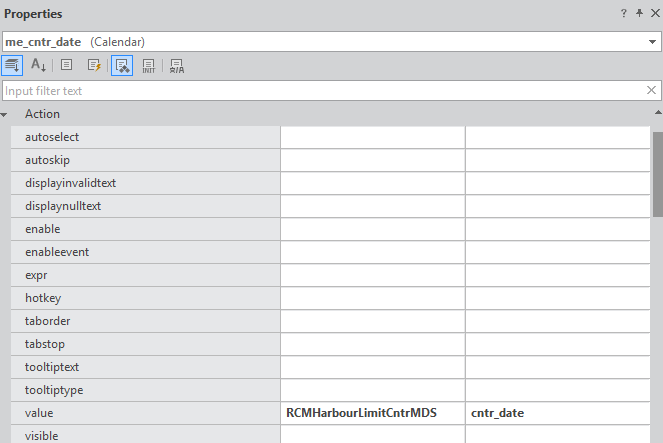 Properties
me_cntr_date (Calendar)
INIT
Input filter text
Action
autoselect
autoskip
displayinvalidtext
displaynulltext
enable
enableevent
expr
hotkey
taborder
tabstop
tooltiptext
tooltiptype
value RCMHarbourLimitCntrMDS cntr_date
visible